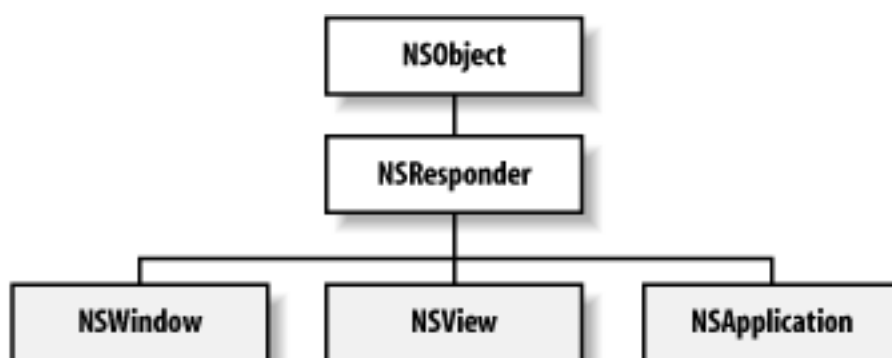 NSObject
NSResponder
NSWindow
NSView
NSApplication